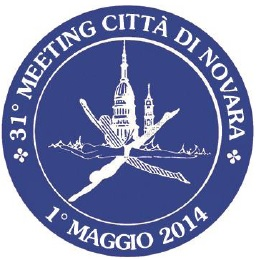 31° MEETING CITTÀ DI NOVARA
1° MAGGIO 2014